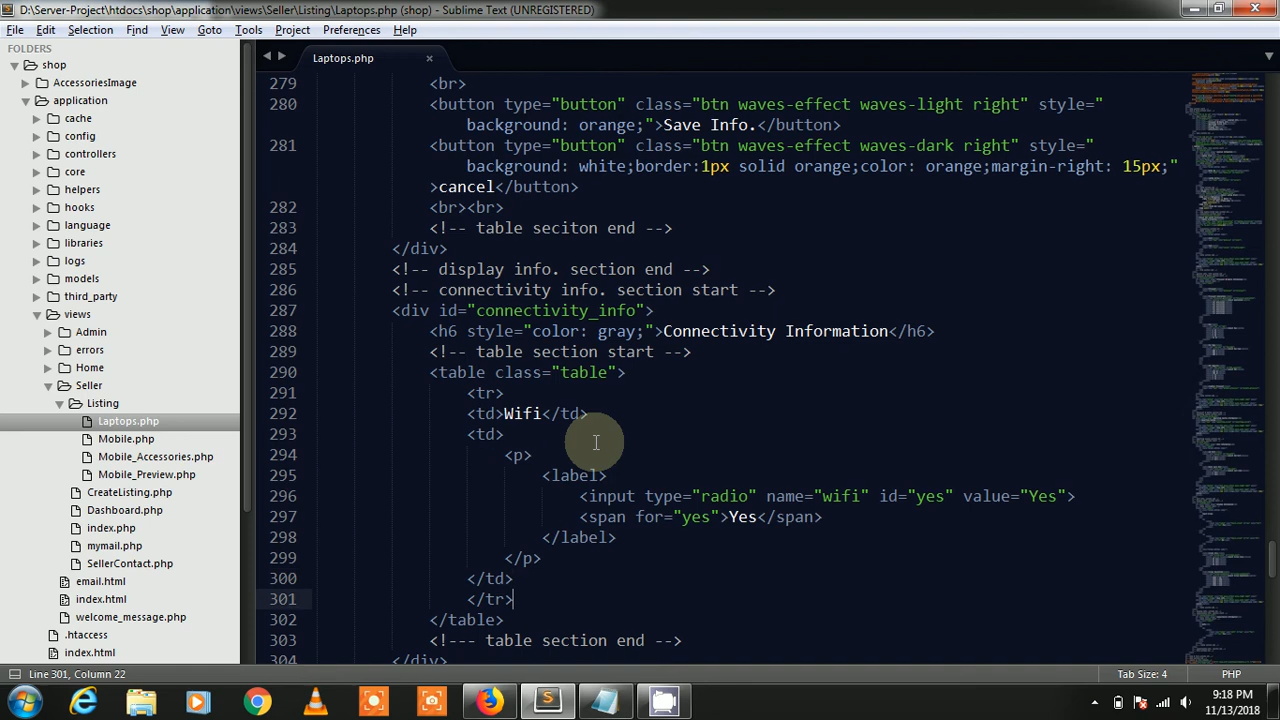 D:\Server-Project\htdocs\shop\application\views\Seller\Listing\Laptops.php (shop) - Sublime Text (UNREGISTERED)
File Edit Selection Find View Goto Tools Project Preferences Help
FOLDERS
shop
AccessoriesImage
application
cache
config
controllers
core
helpers
hooks
language
libraries
logs
models
third_party
views
Admin
errors
Home
Seller
Listing
Laptops.php
Mobile.php
Mobile_Accessories.php
Mobile_Preview.php
CreateListing.php
Dashboard.php
index.php
mymail.php
SellerContact.php
email.html
index.html
welcome_message.php
.htaccess
index.html
Laptops.php
279 <br>
280 <button type="button" class="btn waves-effect waves-light right" style="
background: orange;">Save Info.</button>
281 <button type="button" class="btn waves-effect waves-dark right" style="
background: white;border:1px solid orange;color: orange;margin-right: 15px;"
>cancel</button>
282 <br><br>
283 <!-- table seciton end -->
284 </div>
285 <!-- display info section end -->
286 <!-- connectivity info. section start -->
287 <div id="connectivity_info">
288 <h6 style="color: gray;">Connectivity Information</h6>
289 <!-- table section start -->
290 <table class="table">
291 <tr>
292 <td>Wifi</td>
293 <td>
294 <p>
295 <label>
296 <input type="radio" name="wifi" id="yes" value="Yes">
297 <span for="yes">Yes</span>
298 </label>
299 </p>
300 </td>
301 </tr>
302 </table>
303 <!--- table section end -->
304 </div>
Line 301, Column 22
Tab Size: 4 PHP
9:18 PM
11/13/2018